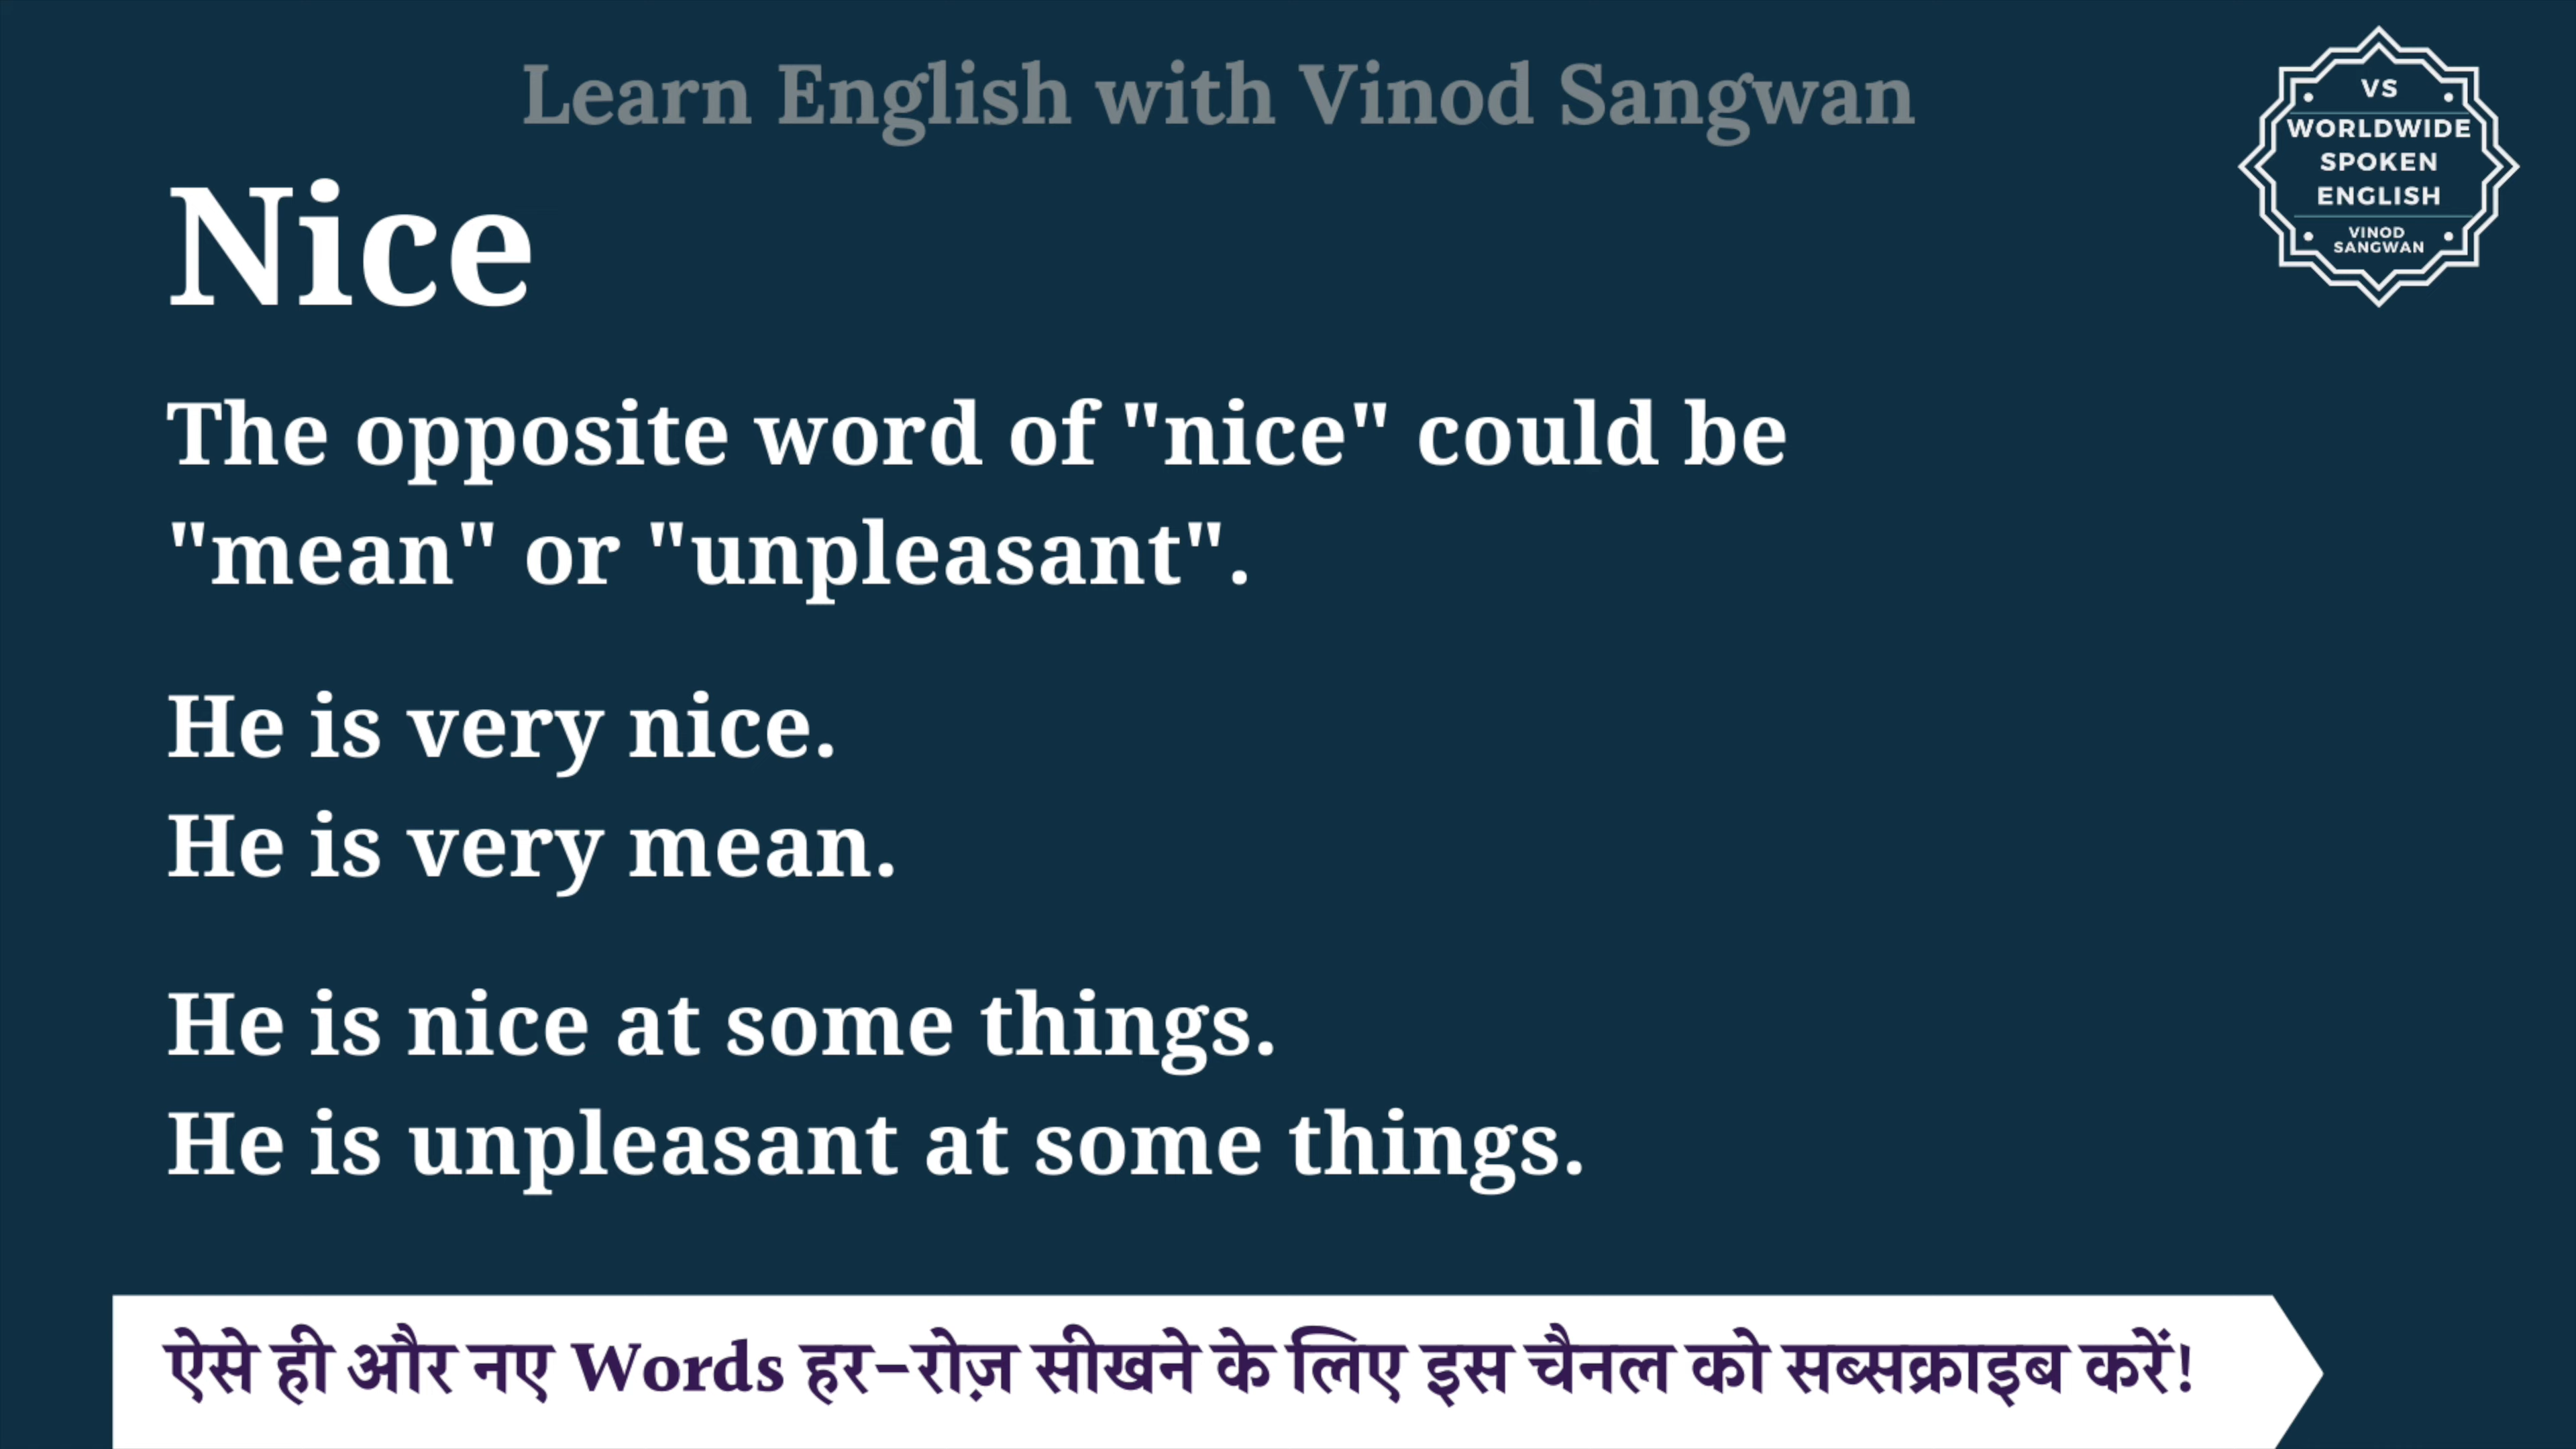 Learn English with Vinod Sangwan
VS
WORLDWIDE
SPOKEN
ENGLISH
VINOD
SANGWAN
Nice
The opposite word of "nice" could be
"mean" or "unpleasant".
He is very nice.
He is very mean.
He is nice at some things.
He is unpleasant at some things.
ऐसे ही और नए Words हर-रोज़ सीखने के लिए इस चैनल को सब्सक्राइब करें!